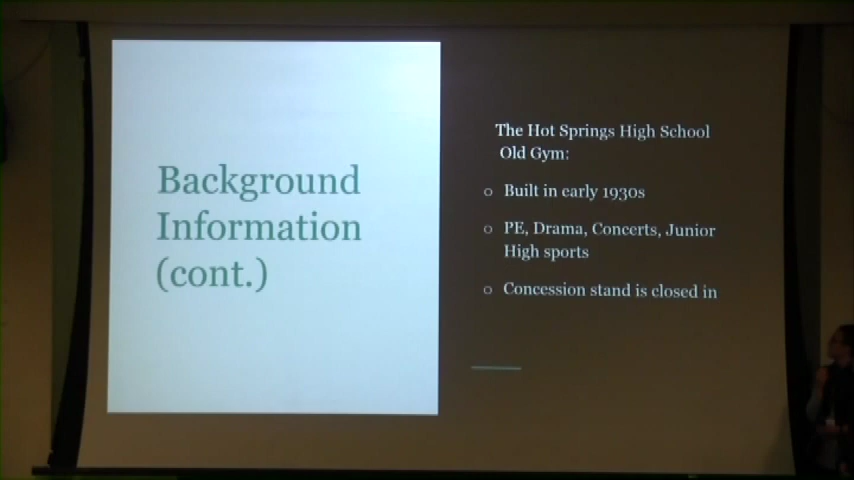 Background
Information
(cont.)
The Hot Springs High School
Old Gym:
○ Built in early 1930s
○ PE, Drama, Concerts, Junior
High sports
○ Concession stand is closed in